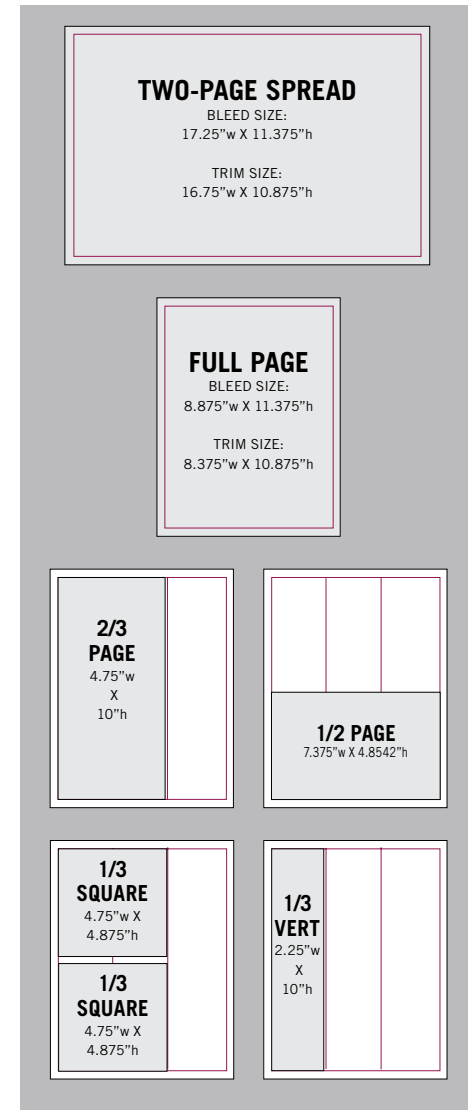 TWO-PAGE SPREAD
BLEED SIZE:
17.25”w X 11.375”h
TRIM SIZE:
16.75”w X 10.875”h
FULL PAGE
BLEED SIZE:
8.875”w X 11.375”h
TRIM SIZE:
8.375”w X 10.875”h
2/3
PAGE
4.75”w
X
10”h
1/2 PAGE
7.375”w X 4.8542”h
1/3
SQUARE
4.75”w X
4.875”h
1/3
SQUARE
4.75”w X
4.875”h
1/3
VERT
2.25”w
X
10”h